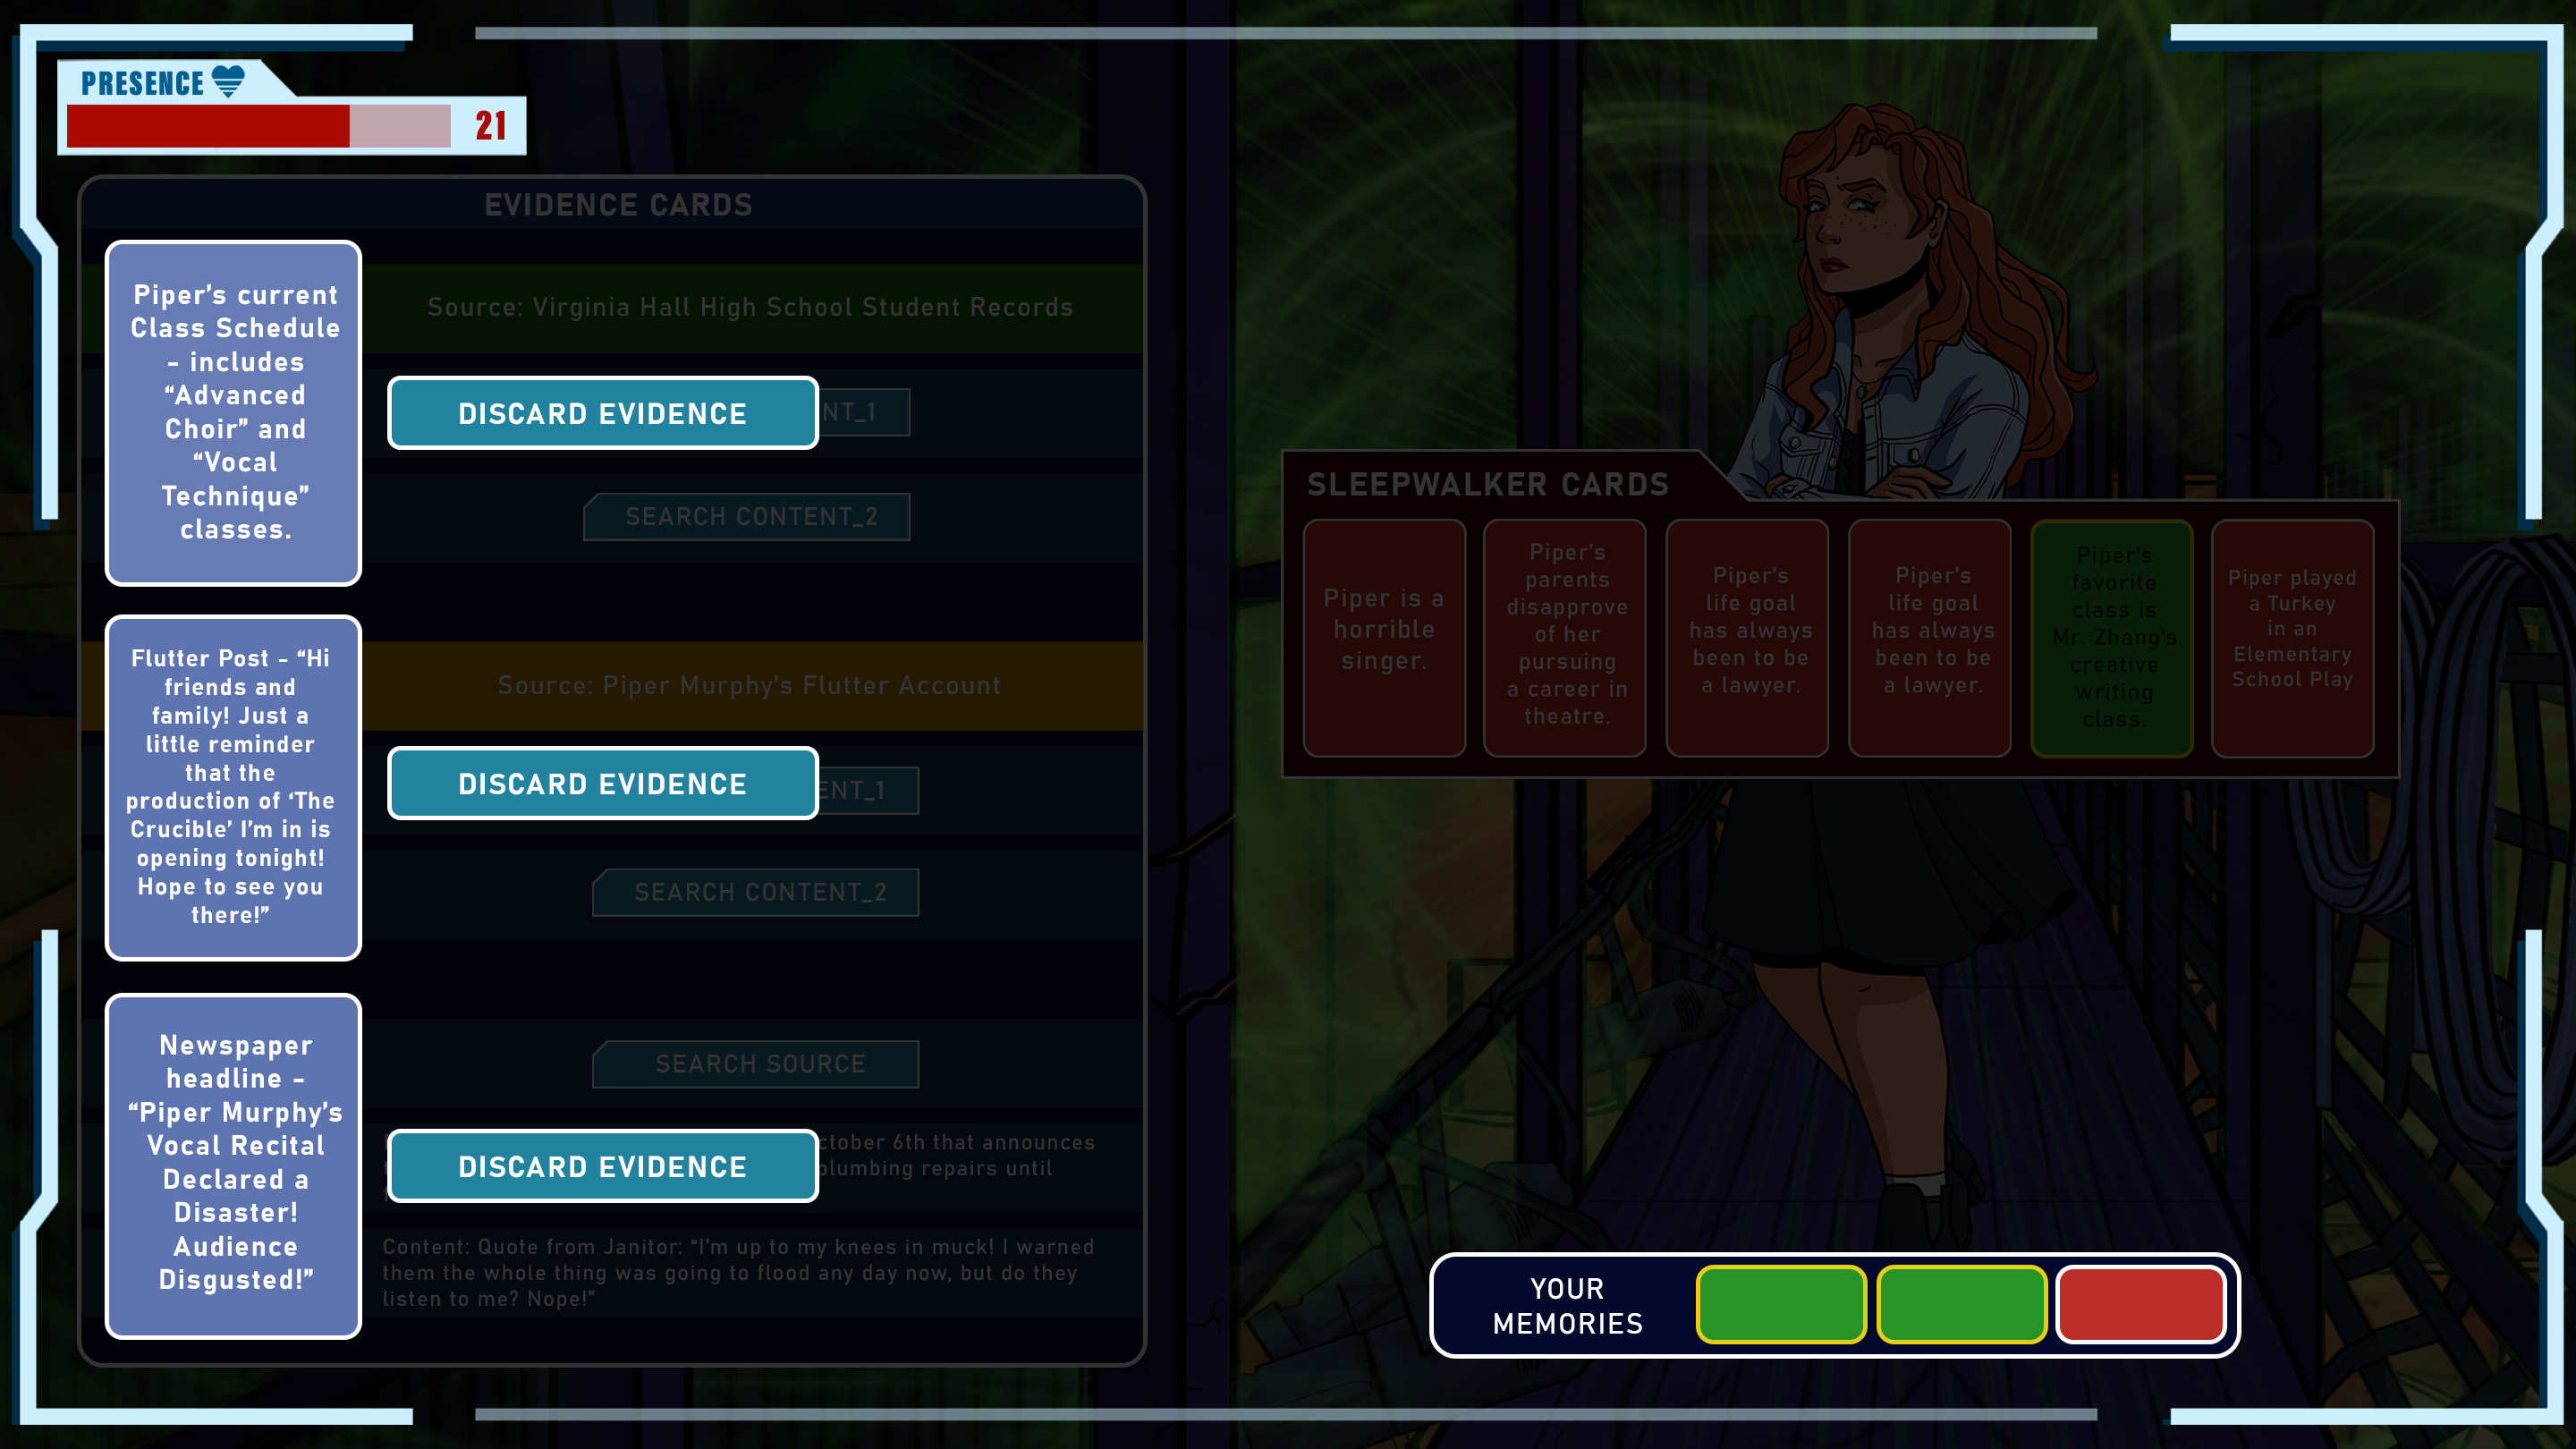 PRESENCE
21
EVIDENCE CARDS
Piper’s current
Class Schedule
- includes
“Advanced
Choir” and
“Vocal
Technique”
classes.
Source: Virginia Hall High School Student Records
DISCARD EVIDENCE
NT_1
SEARCH CONTENT_2
Flutter Post - “Hi
friends and
family! Just a
little reminder
that the
production of ‘The
Crucible’ I’m in is
opening tonight!
Hope to see you
there!”
Source: Piper Murphy’s Flutter Account
DISCARD EVIDENCE
ENT_1
SEARCH CONTENT_2
Newspaper
headline -
“Piper Murphy’s
Vocal Recital
Declared a
Disaster!
Audience
Disgusted!”
SEARCH SOURCE
DISCARD EVIDENCE
ctober 6th that announces
plumbing repairs until
Content: Quote from Janitor: “I’m up to my knees in muck! I warned
them the whole thing was going to flood any day now, but do they
listen to me? Nope!"
SLEEPWALKER CARDS
Piper is a
horrible
singer.
Piper’s
parents
disapprove
of her
pursuing
a career in
theatre.
Piper’s
life goal
has always
been to be
a lawyer.
Piper’s
life goal
has always
been to be
a lawyer.
Piper’s
favorite
class is
Mr. Zhang’s
creative
writing
class.
Piper played
a Turkey
in an
Elementary
School Play
YOUR
MEMORIES